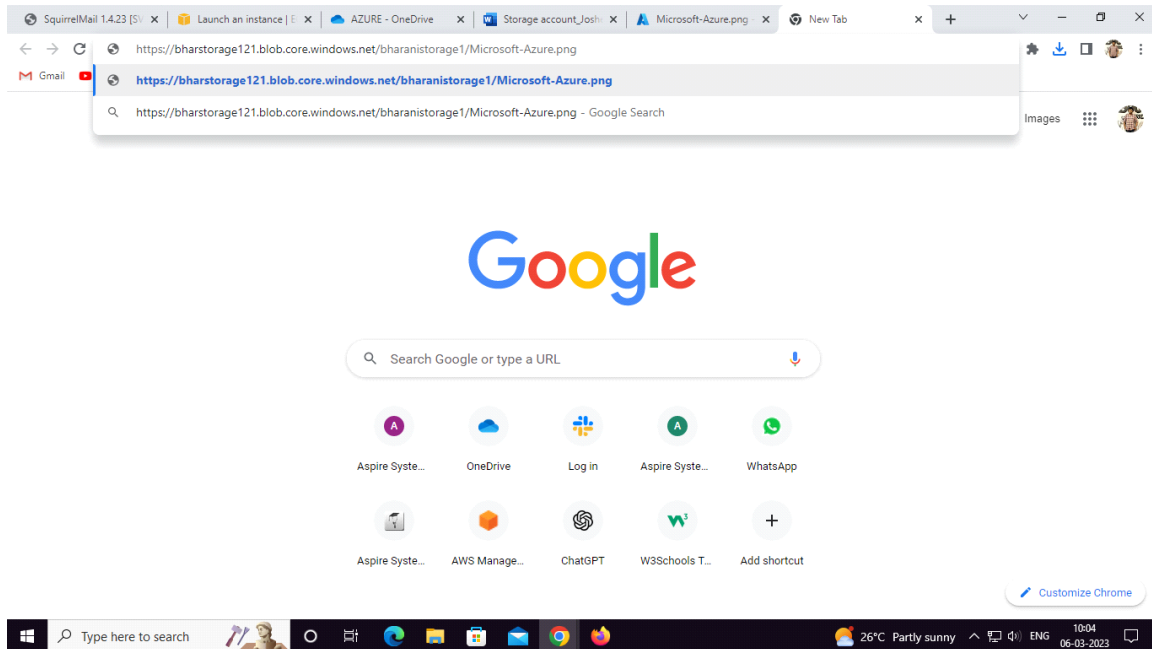 SquirrelMail 1.4.23 [SV
Launch an instance | E
AZURE - OneDrive
Storage account_Josh
Microsoft-Azure.png -
New Tab
https://bharstorage121.blob.core.windows.net/bharanistorage1/Microsoft-Azure.png
Gmail
https://bharstorage121.blob.core.windows.net/bharanistorage1/Microsoft-Azure.png
https://bharstorage121.blob.core.windows.net/bharanistorage1/Microsoft-Azure.png - Google Search
Images
Google
Search Google or type a URL
A
A
Aspire Syste...
OneDrive
Log in
Aspire Syste...
WhatsApp
Aspire Syste...
AWS Manage...
ChatGPT
W3Schools T...
Add shortcut
Customize Chrome
Type here to search
26°C Partly sunny
ENG
10:04
06-03-2023